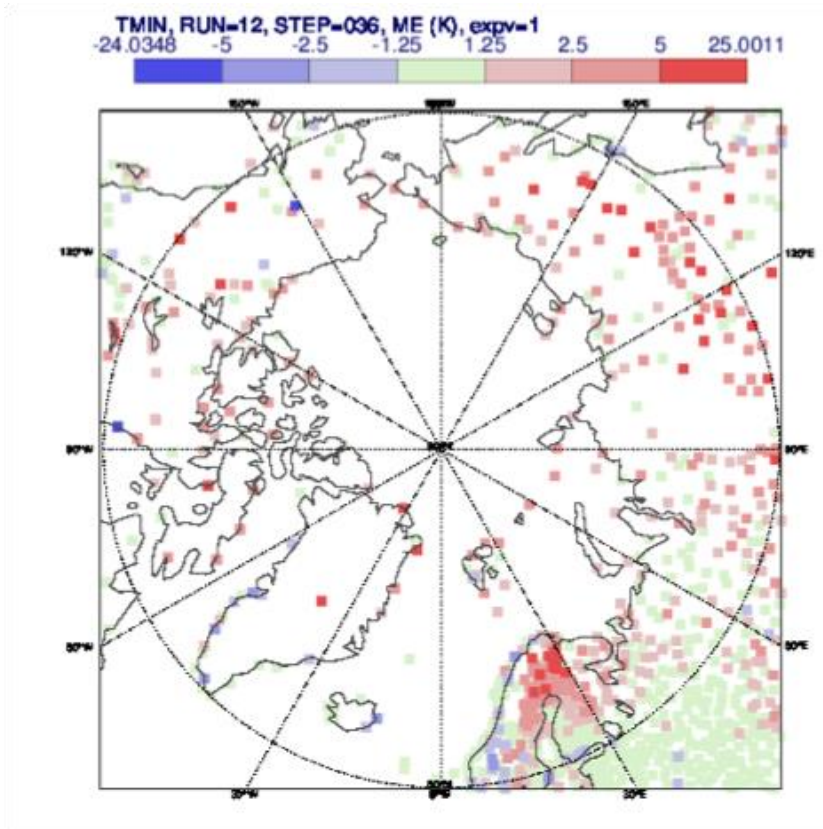 TMIN, RUN=12, STEP=036, ME (K), expv=1
-24.0348 -5 -2.5 -1.25 1.25 2.5 5 25.0011
150°W 150°E
120°W 120°E
90°W 90°E
60°E
30°W 0°W 30°E